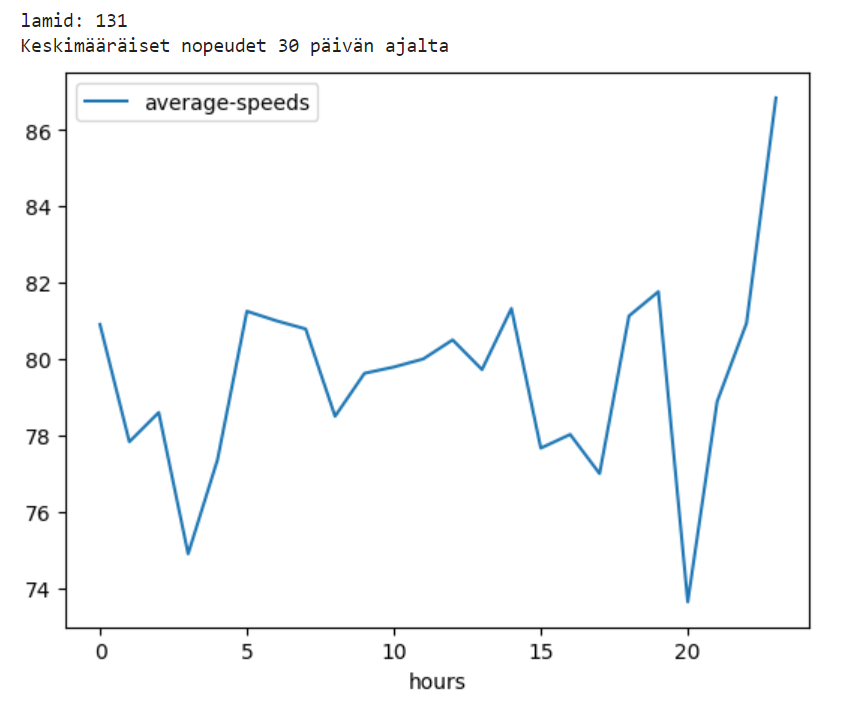 lamid: 131
Keskimääräiset nopeudet 30 päivän ajalta
average-speeds
86
84
82
80
78
76
74
0 5 10 15 20
hours